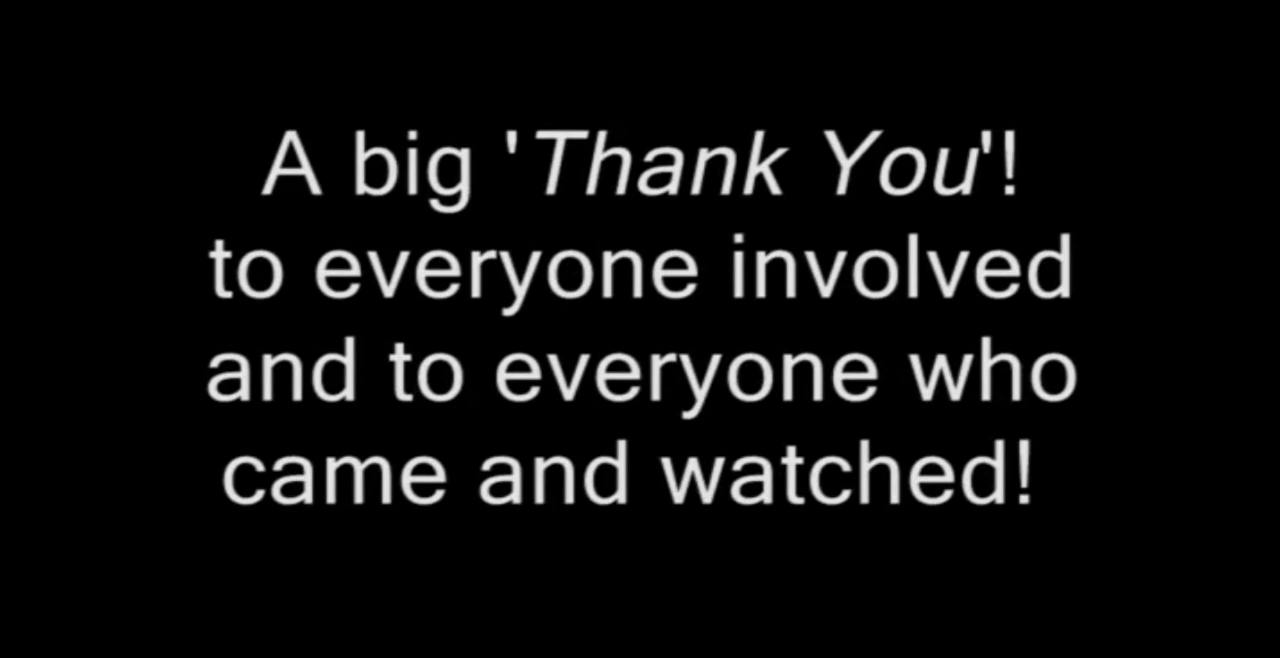 A big 'Thank You'!
to everyone involved
and to everyone who
came and watched!